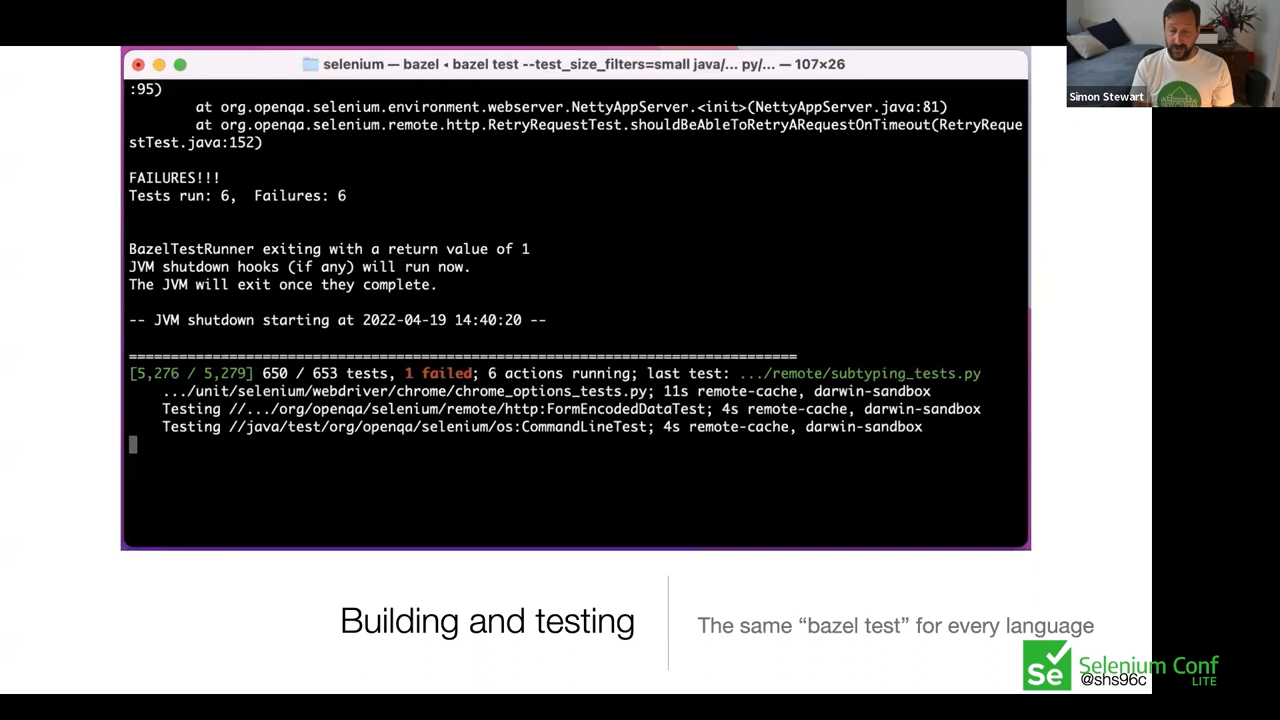 selenium — bazel ◂ bazel test --test_size_filters=small java/... py/... — 107×26
Simon Stewart
:95)
at org.openqa.selenium.environment.webserver.NettyAppServer.<init>(NettyAppServer.java:81)
at org.openqa.selenium.remote.http.RetryRequestTest.shouldBeAbleToRetryARequestOnTimeout(RetryReque
stTest.java:152)
FAILURES!!!
Tests run: 6,  Failures: 6
BazelTestRunner exiting with a return value of 1
JVM shutdown hooks (if any) will run now.
The JVM will exit once they complete.
-- JVM shutdown starting at 2022-04-19 14:40:20 --
================================================================================
[5,276 / 5,279] 650 / 653 tests, 1 failed; 6 actions running; last test: .../remote/subtyping_tests.py
.../unit/selenium/webdriver/chrome/chrome_options_tests.py; 11s remote-cache, darwin-sandbox
Testing //.../org/openqa/selenium/remote/http:FormEncodedDataTest; 4s remote-cache, darwin-sandbox
Testing //java/test/org/openqa/selenium/os:CommandLineTest; 4s remote-cache, darwin-sandbox
Building and testing
The same “bazel test” for every language
Se
Selenium Conf
LITE
@shs96c